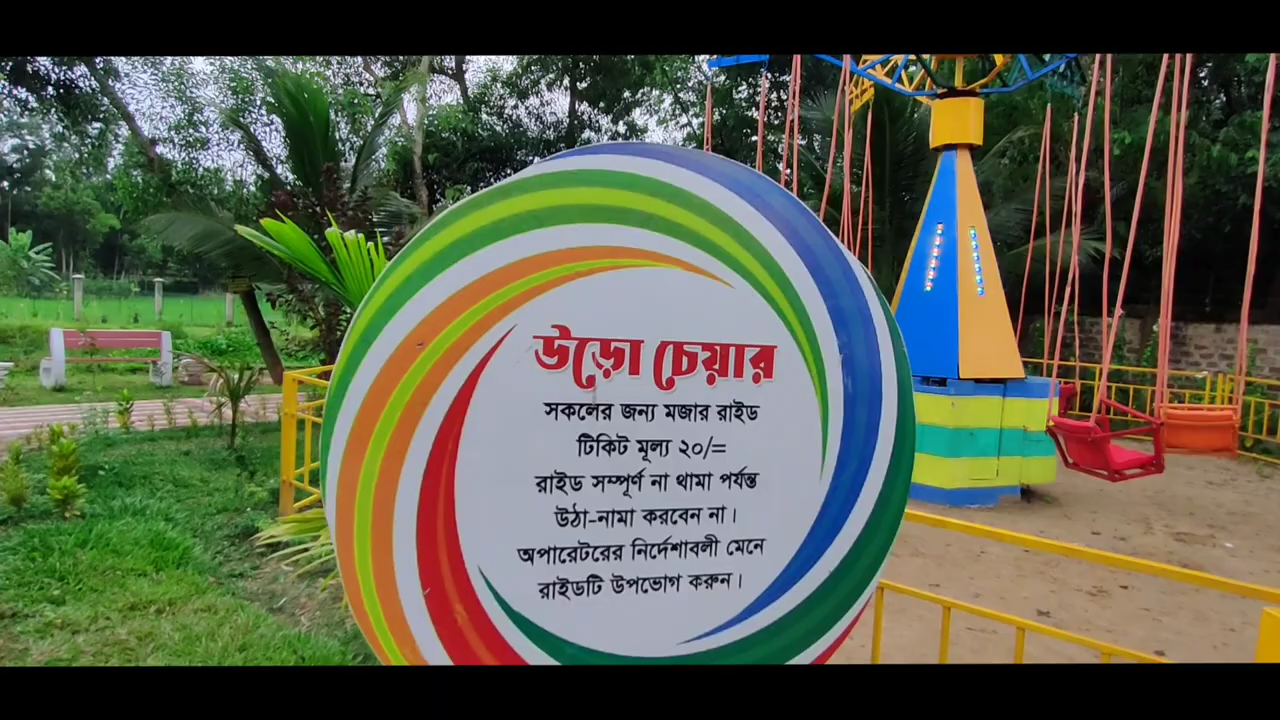 উড়ো চেয়ার
সকলের জন্য মজার রাইড
টিকিট মূল্য ২০/=
রাইড সম্পূর্ণ না থামা পর্যন্ত
উঠা-নামা করবেন না।
অপারেটরের নির্দেশাবলী মেনে
রাইডটি উপভোগ করুন।